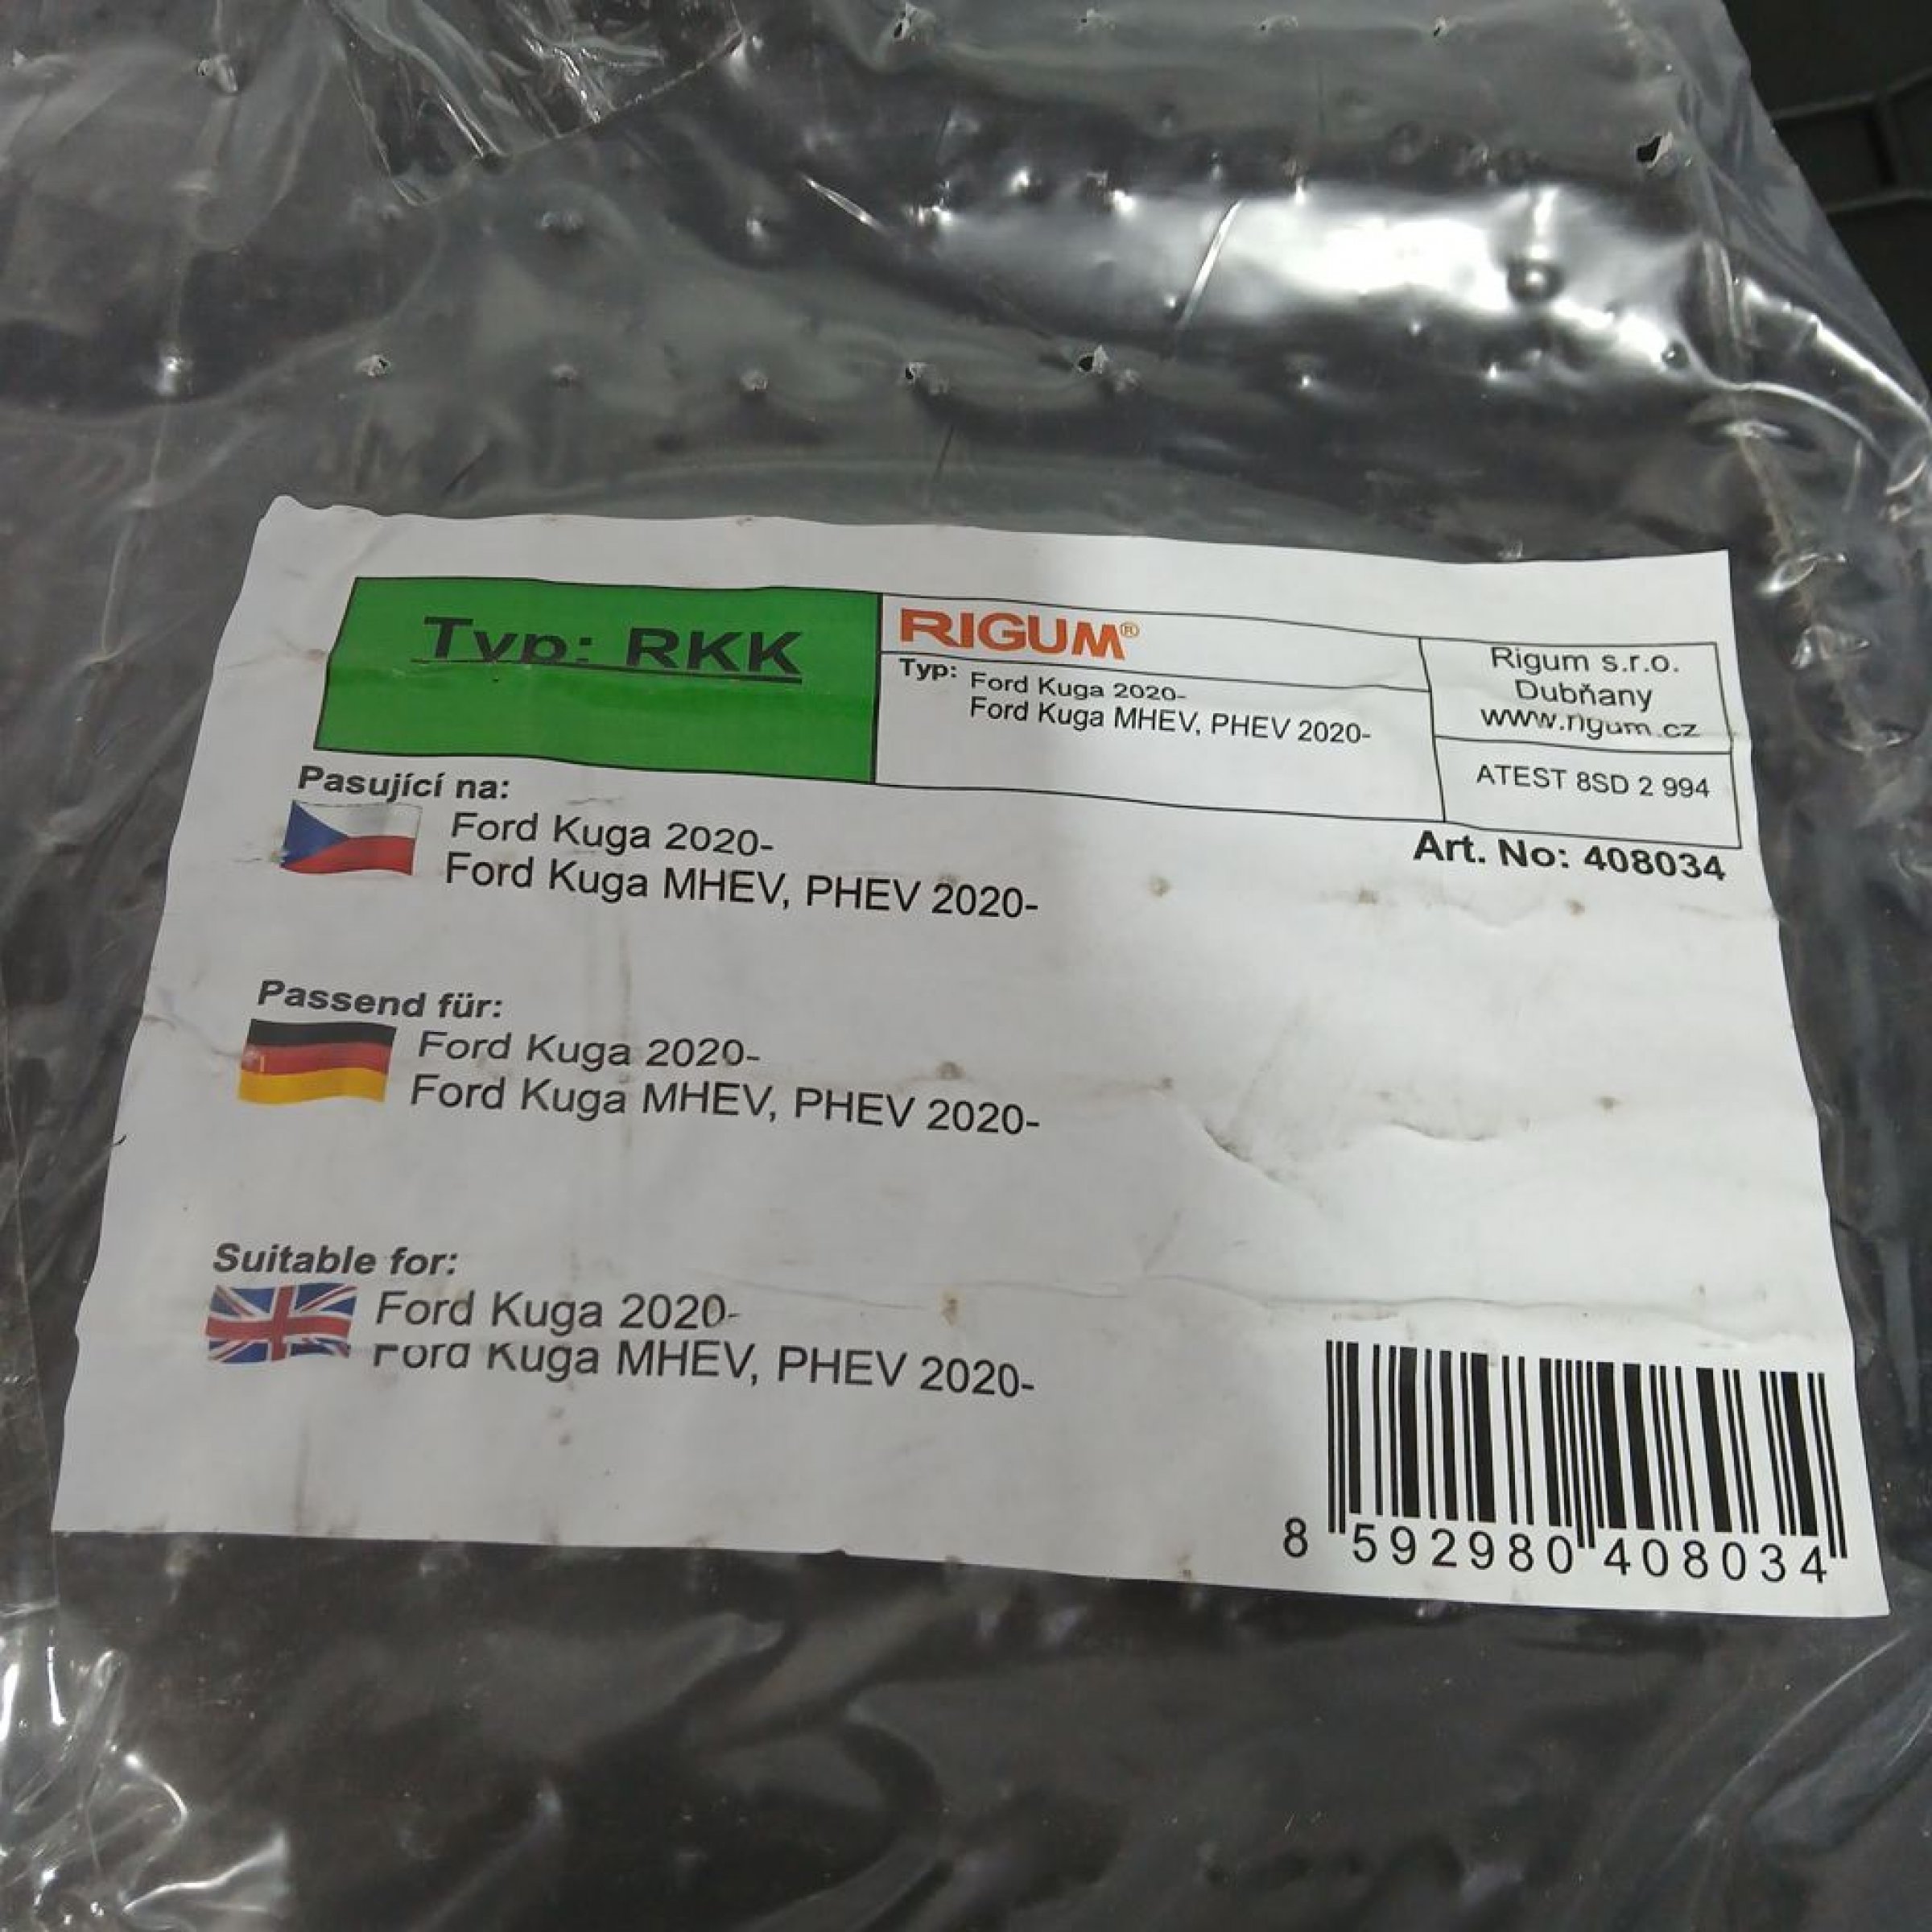 Typ: RKK
RIGUM®
Typ: Ford Kuga 2020-
Ford Kuga MHEV, PHEV 2020-
Rigum s.r.o.
Dubňany
www.rigum.cz
ATEST 8SD 2 994
Art. No: 408034
Pasující na:
Ford Kuga 2020-
Ford Kuga MHEV, PHEV 2020-
Passend für:
Ford Kuga 2020-
Ford Kuga MHEV, PHEV 2020-
Suitable for:
Ford Kuga 2020-
Ford Kuga MHEV, PHEV 2020-
8 592980 408034